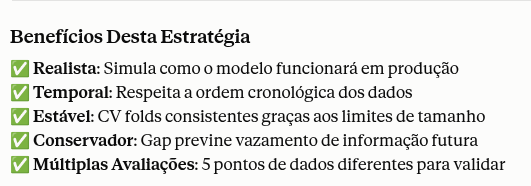 Benefícios Desta Estratégia
✅ Realista: Simula como o modelo funcionará em produção
✅ Temporal: Respeita a ordem cronológica dos dados
✅ Estável: CV folds consistentes graças aos limites de tamanho
✅ Conservador: Gap previne vazamento de informação futura
✅ Múltiplas Avaliações: 5 pontos de dados diferentes para validar